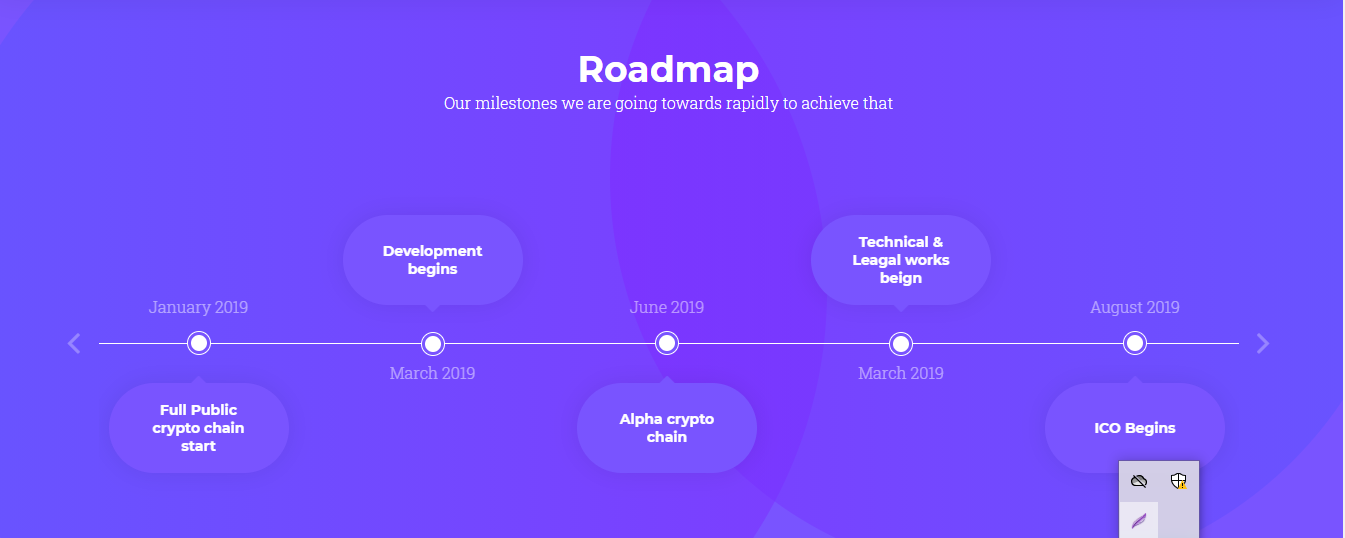 Roadmap
Our milestones we are going towards rapidly to achieve that
January 2019
Full Public
crypto chain
start
Development
begins
March 2019
June 2019
Alpha crypto
chain
Technical &
Leagal works
beign
March 2019
August 2019
ICO Begins